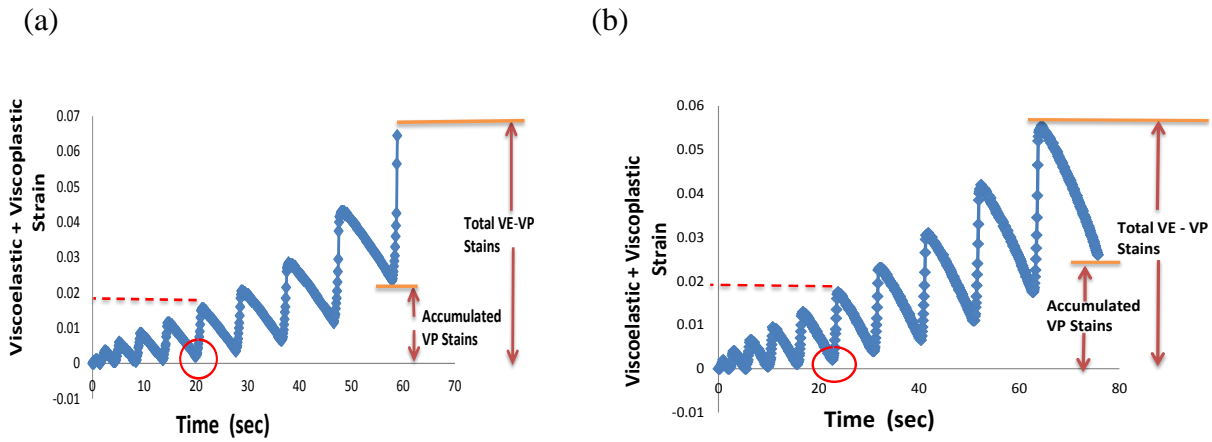 (a)
Viscoelastic + Viscoplastic
Strain
0.07
0.06
0.05
0.04
0.03
0.02
0.01
0
-0.01
0
10
20
30
40
50
60
70
Time (sec)
Total VE-VP
Stains
Accumulated
VP Stains
(b)
Viscoelastic + Viscoplastic
Strain
0.06
0.05
0.04
0.03
0.02
0.01
0
-0.01
0
20
40
60
80
Time (sec)
Total VE - VP
Stains
Accumulated
VP Stains